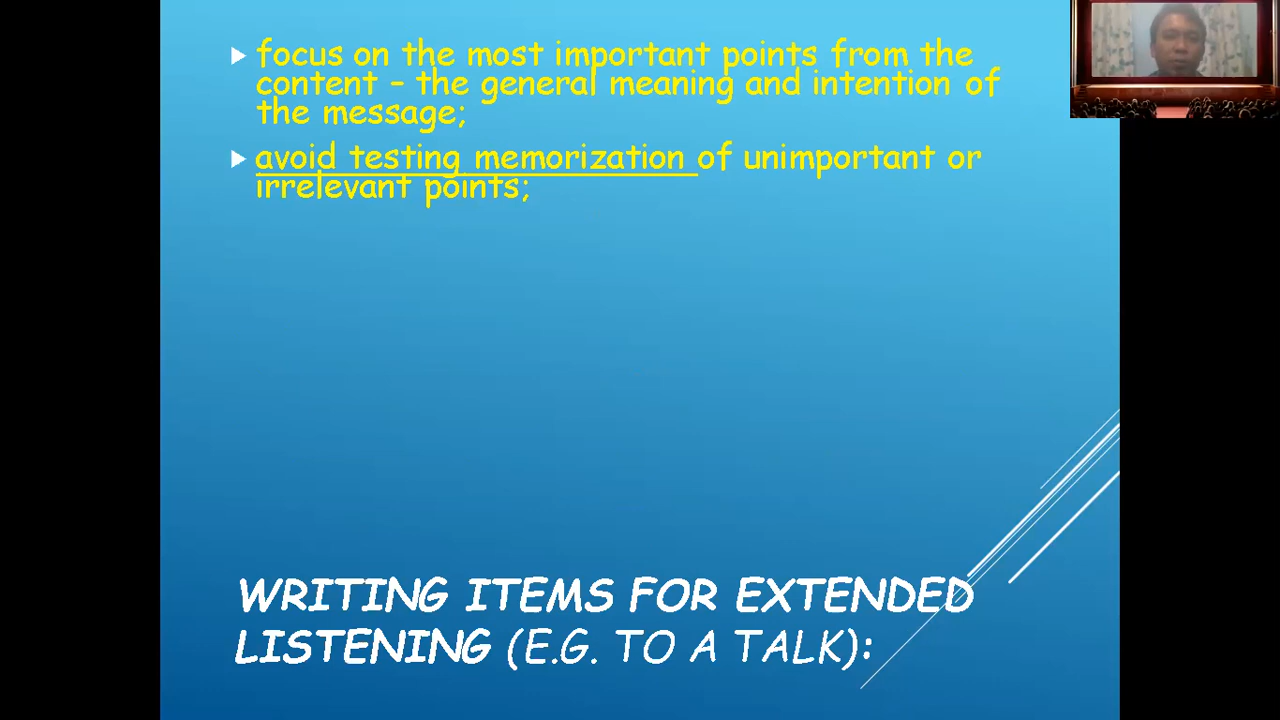 focus on the most important points from the
content – the general meaning and intention of
the message;
avoid testing memorization of unimportant or
irrelevant points;
WRITING ITEMS FOR EXTENDED
LISTENING (E.G. TO A TALK):